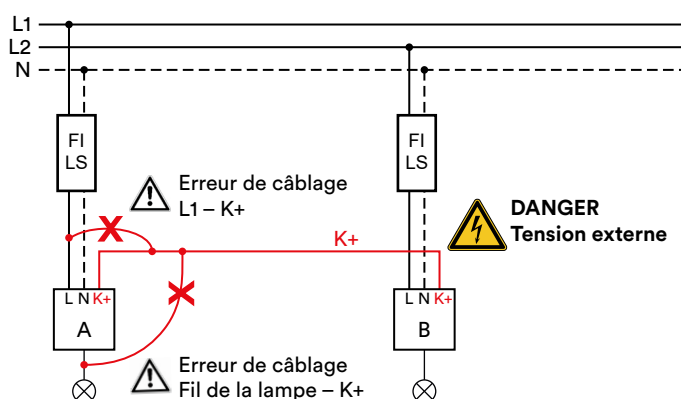 L1
L2
N
FI
LS
FI
LS
Erreur de câblage
L1 – K+
K+
DANGER
Tension externe
L N K+
A
L N K+
B
Erreur de câblage
Fil de la lampe – K+